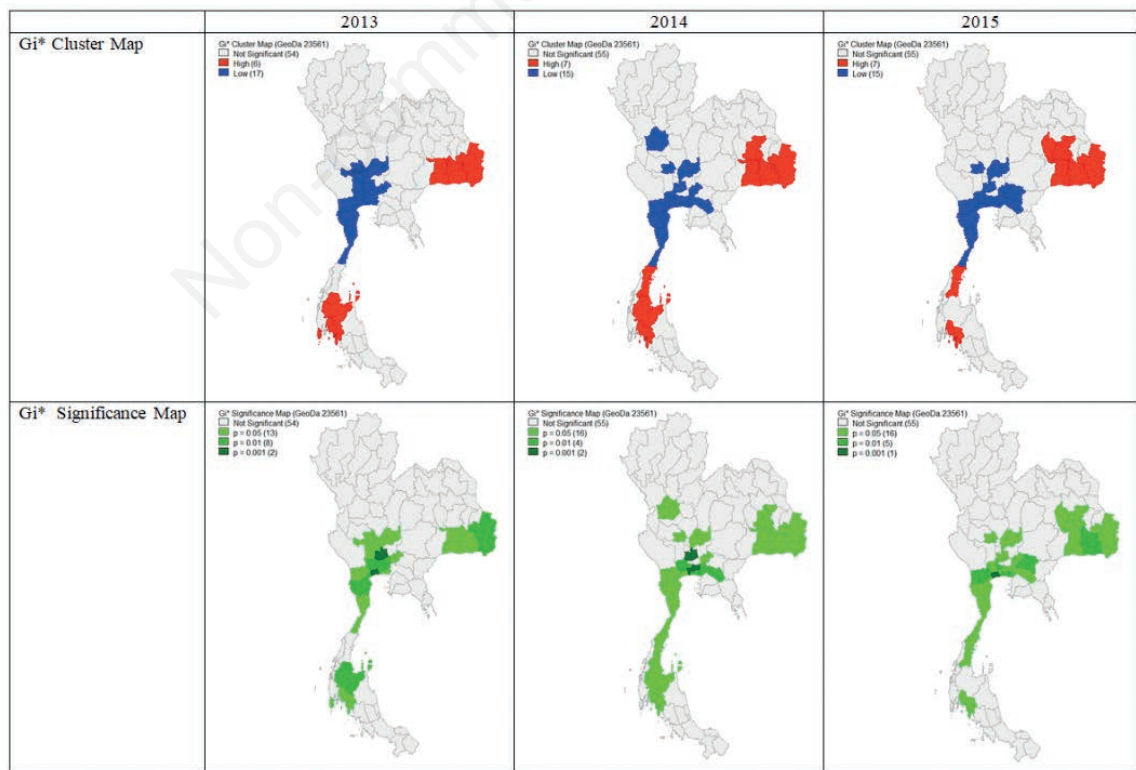 2013
2014
2015
Gi* Cluster Map
Gi* Cluster Map (GeoDa 23561)
Not Significant (54)
High (6)
Low (17)
Gi* Cluster Map (GeoDa 23561)
Not Significant (55)
High (7)
Low (15)
Gi* Cluster Map (GeoDa 23561)
Not Significant (55)
High (7)
Low (15)
Gi* Significance Map
Gi* Significance Map (GeoDa 23561)
Not Significant (54)
p = 0.05 (13)
p = 0.01 (8)
p = 0.001 (2)
Gi* Significance Map (GeoDa 23561)
Not Significant (55)
p = 0.05 (16)
p = 0.01 (4)
p = 0.001 (2)
Gi* Significance Map (GeoDa 23561)
Not Significant (55)
p = 0.05 (16)
p = 0.01 (5)
p = 0.001 (1)